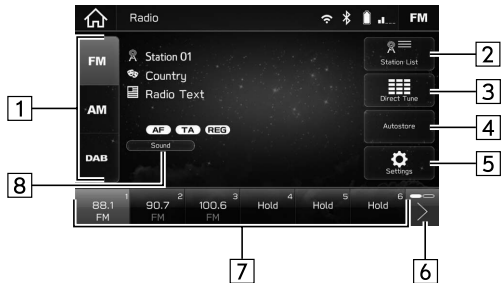 Radio FM
FM
AM
DAB
Station 01
Country
Radio Text
AF TA REG
Sound
Station List
Direct Tune
Autostore
Settings
1 2 3 4 5 6
88.1 90.7 100.6 Hold Hold Hold
FM FM FM
1
2
3
4
5
6
7
8